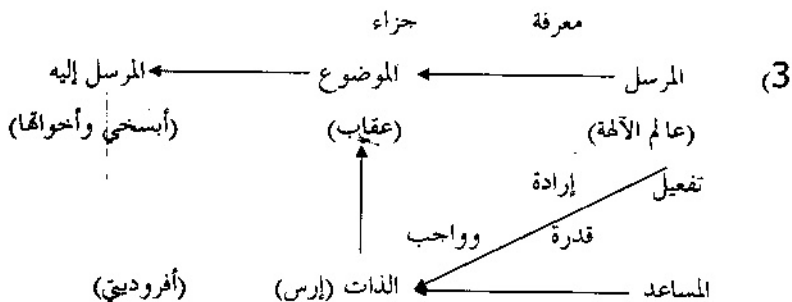 معرفة جزاء
3) المرسل الموضوع المرسل إليه
(عالم الآلهة) (عقاب) (أبسخي وأخواتها)
تفعيل إرادة
قدرة وواجب
المساعد الذات (إرس) (أفروديتي)